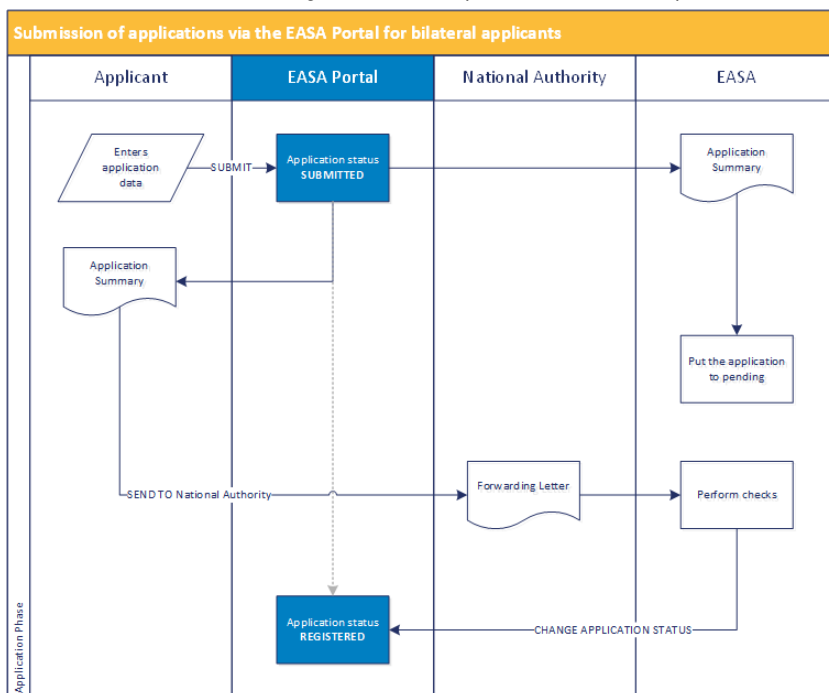 Submission of applications via the EASA Portal for bilateral applicants
Applicant
EASA Portal
National Authority
EASA
Enters
application
data
SUBMIT
Application status
SUBMITTED
Application
Summary
Application
Summary
Put the application
to pending
SEND TO National Authority
Forwarding Letter
Perform checks
Application status
REGISTERED
CHANGE APPLICATION STATUS
Application Phase